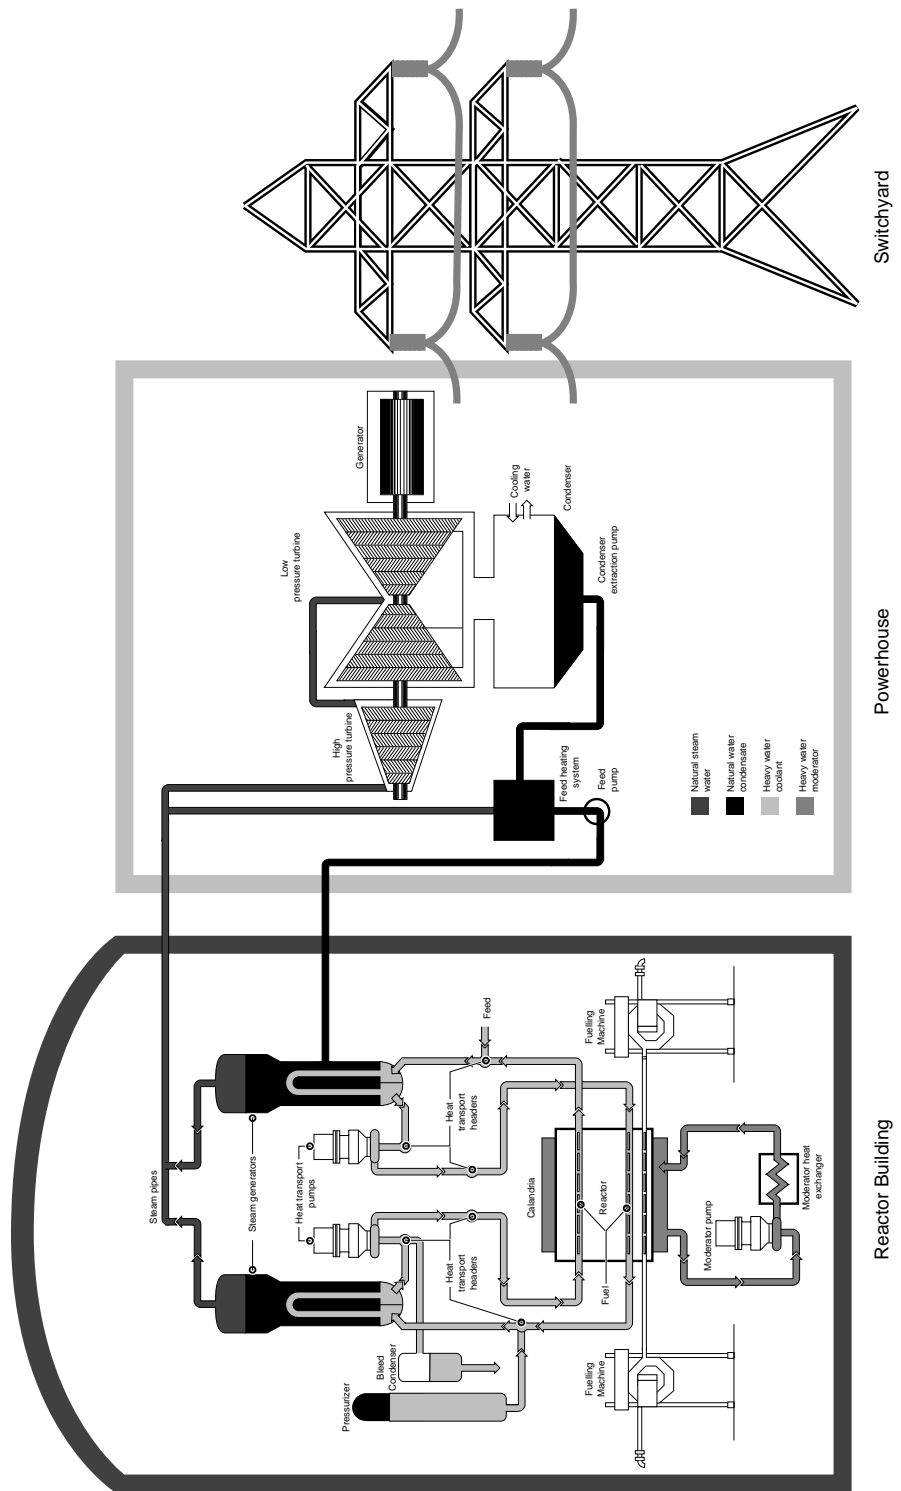 Reactor Building
Powerhouse
Switchyard
Steam pipes
Steam generators
Heat transport
pumps
Pressurizer
Bleed
Condenser
Heat
transport
headers
Heat
transport
headers
Feed
Calandria
Reactor
Fuel
Fuelling
Machine
Fuelling
Machine
Moderator pump
Moderator heat
exchanger
High
pressure turbine
Low
pressure turbine
Generator
Cooling
water
Condenser
Condenser
extraction pump
Feed heating
system
Feed
pump
Natural steam
water
Natural water
condensate
Heavy water
coolant
Heavy water
moderator